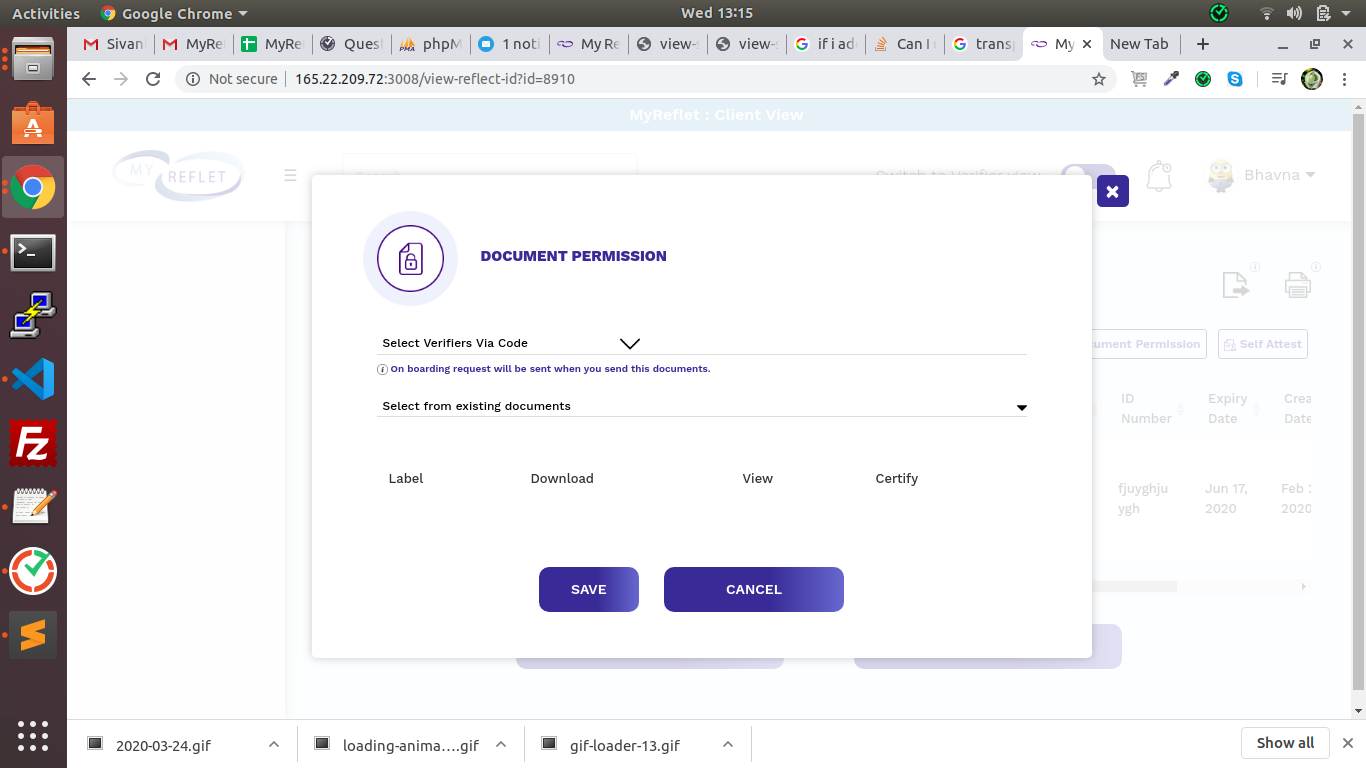 Activities Google Chrome Wed 13:15
Sivani MyRe MyRe Ques phpM 1 noti My Re view-s view-s if i ad Can I transp My New Tab
Not secure 165.22.209.72:3008/view-reflect-id?id=8910
MyReflet : Client View
MY REFLET Switch to Verifier view Bhavna
DOCUMENT PERMISSION
Select Verifiers Via Code
i On boarding request will be sent when you send this documents.
ument Permission Self Attest
Select from existing documents
ID Number Expiry Date Crea Date
Label Download View Certify
fjuyghju
ygh
Jun 17,
2020
Feb 2
2020
SAVE CANCEL
2020-03-24.gif loading-anima....gif gif-loader-13.gif Show all